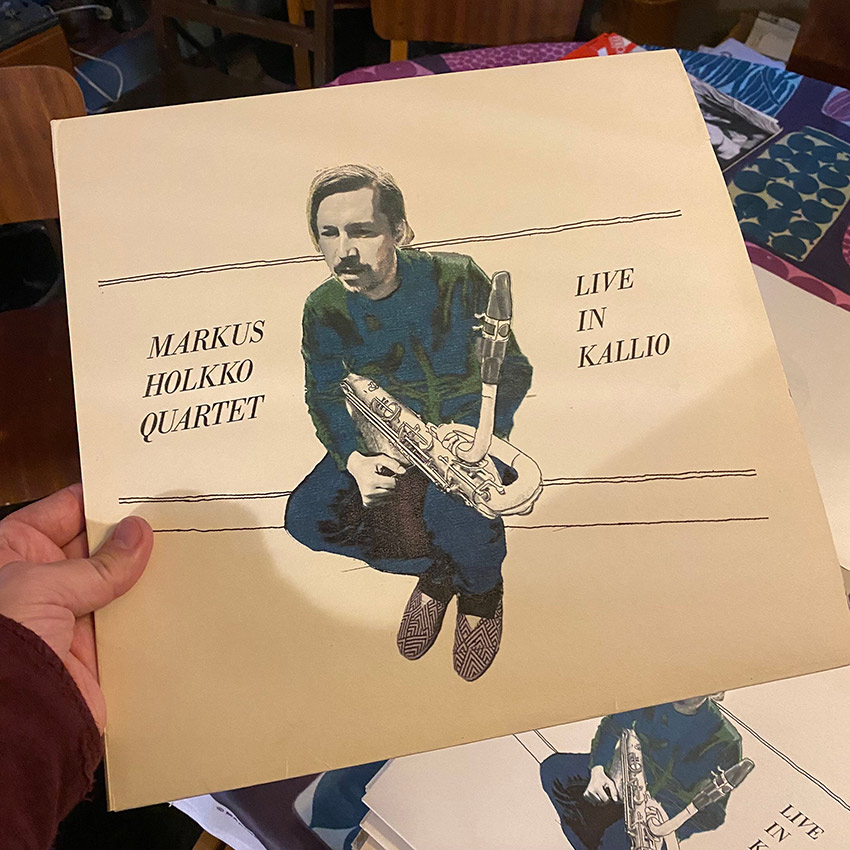 MARKUS
HOLKKO
QUARTET
LIVE
IN
KALLIO
LIVE
IN